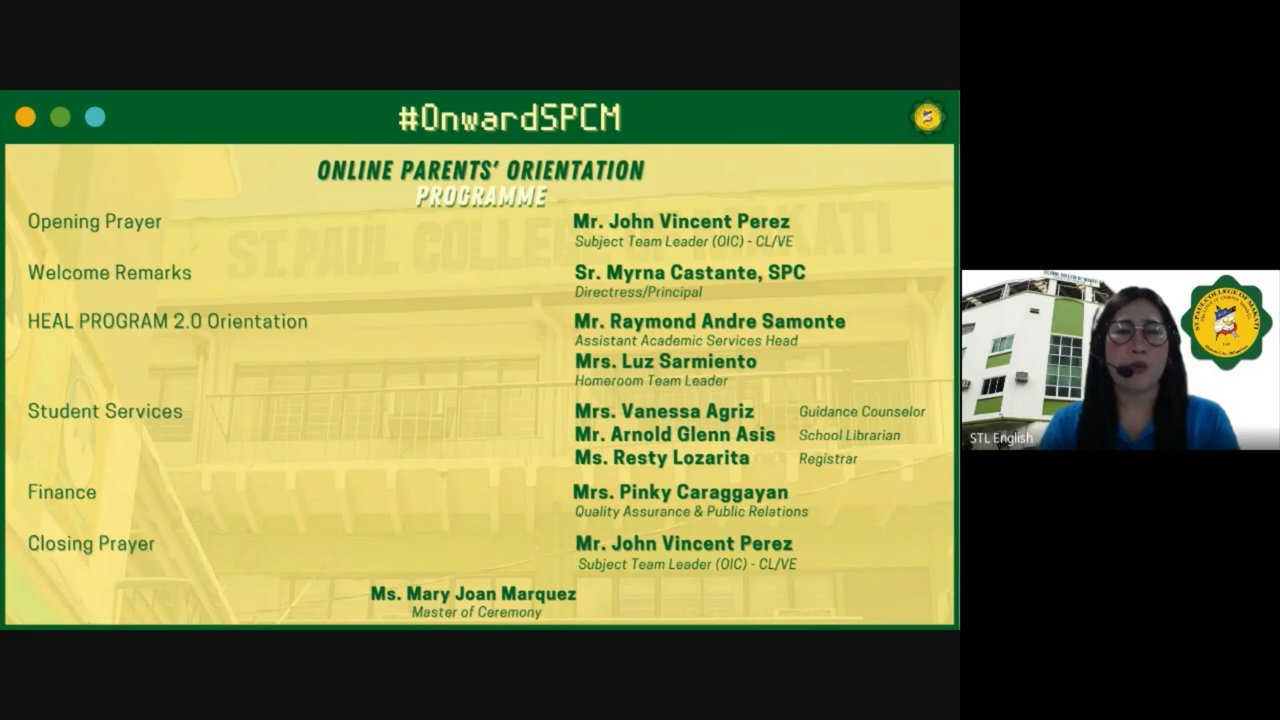 #OnwardSPCM
ONLINE PARENTS' ORIENTATION
PROGRAMME
ST. PAUL COLLEGE OF MAKATI
Opening Prayer
Mr. John Vincent Perez
Subject Team Leader (OIC) - CL/VE
Welcome Remarks
Sr. Myrna Castante, SPC
Directress/Principal
HEAL PROGRAM 2.0 Orientation
Mr. Raymond Andre Samonte
Assistant Academic Services Head
Mrs. Luz Sarmiento
Homeroom Team Leader
Student Services
Mrs. Vanessa Agriz Guidance Counselor
Mr. Arnold Glenn Asis School Librarian
Ms. Resty Lozarita Registrar
Finance
Mrs. Pinky Caraggayan
Quality Assurance & Public Relations
Closing Prayer
Mr. John Vincent Perez
Subject Team Leader (OIC) - CL/VE
Ms. Mary Joan Marquez
Master of Ceremony
ST. PAUL COLLEGE OF MAKATI
STL English